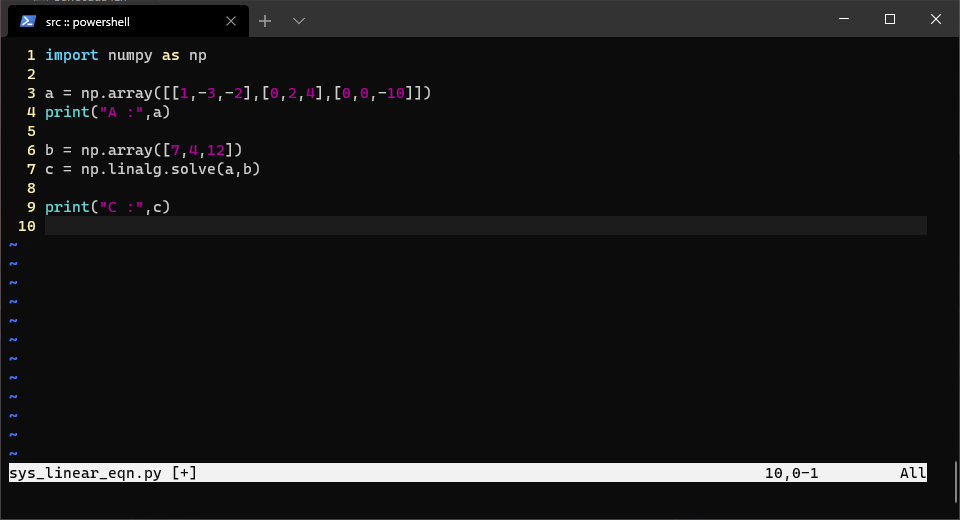 src :: powershell
1 import numpy as np
2
3 a = np.array([[1,-3,-2],[0,2,4],[0,0,-10]])
4 print("A :",a)
5
6 b = np.array([7,4,12])
7 c = np.linalg.solve(a,b)
8
9 print("C :",c)
10
~
~
~
~
~
~
~
~
~
~
~
~
sys_linear_eqn.py [+] 10,0-1 All